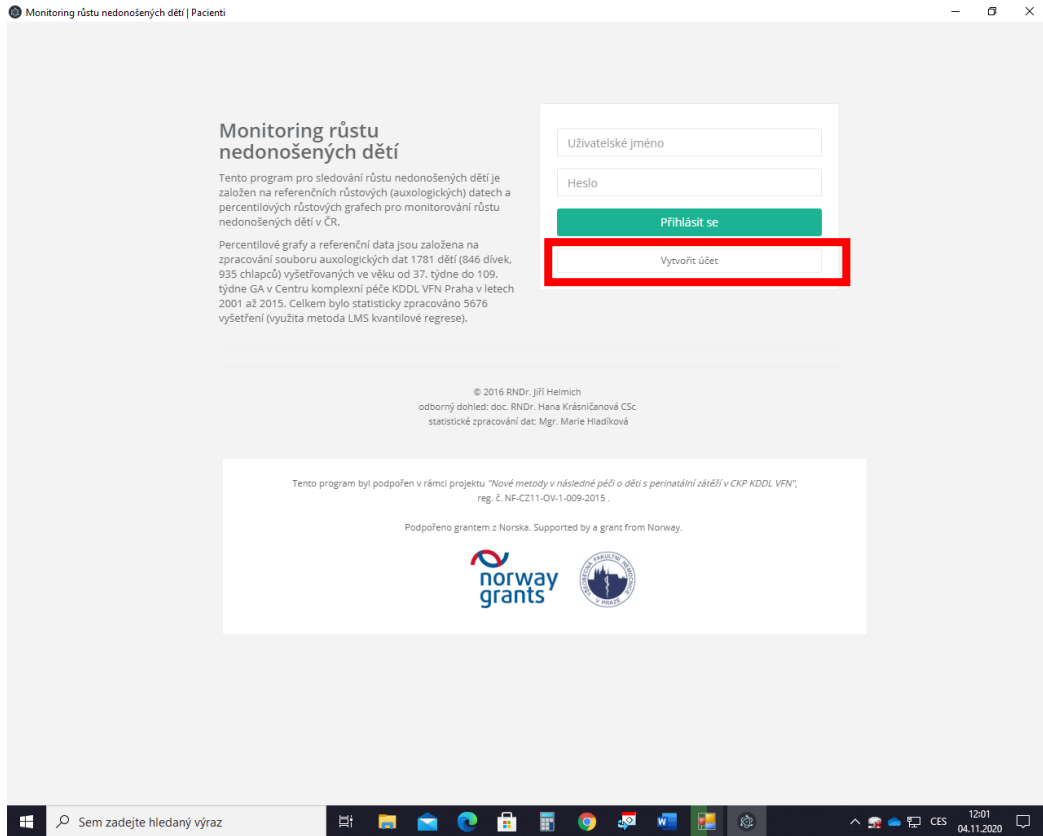 Monitoring růstu nedonošených dětí | Pacienti
Monitoring růstu
nedonošených dětí
Tento program pro sledování růstu nedonošených dětí je
založen na referenčních růstových (auxologických) datech a
percentilových růstových grafech pro monitorování růstu
nedonošených dětí v ČR.
Percentilové grafy a referenční data jsou založena na
zpracování souboru auxologických dat 1781 dětí (846 dívek,
935 chlapců) vyšetřovaných ve věku od 37. týdne do 109.
týdne GA v Centru komplexní péče KDDL VFN Praha v letech
2001 až 2015. Celkem bylo statisticky zpracováno 5676
vyšetření (využita metoda LMS kvantilové regrese).
Uživatelské jméno
Heslo
Přihlásit se
Vytvořit účet
© 2016 RNDr. Jiří Helmich
odborný dohled: doc. RNDr. Hana Krásničanová CSc
statistické zpracování dat: Mgr. Marie Hladíková
Tento program byl podpořen v rámci projektu "Nové metody v následné péči o děti s perinatální zátěží v CKP KDDL VFN",
reg. č. NF-CZ11-OV-1-009-2015 .
Podpořeno grantem z Norska. Supported by a grant from Norway.
norway
grants
VŠEOBECNÁ FAKULTNÍ NEMOCNICE
V PRAZE
Sem zadejte hledaný výraz
CES
12:01
04.11.2020